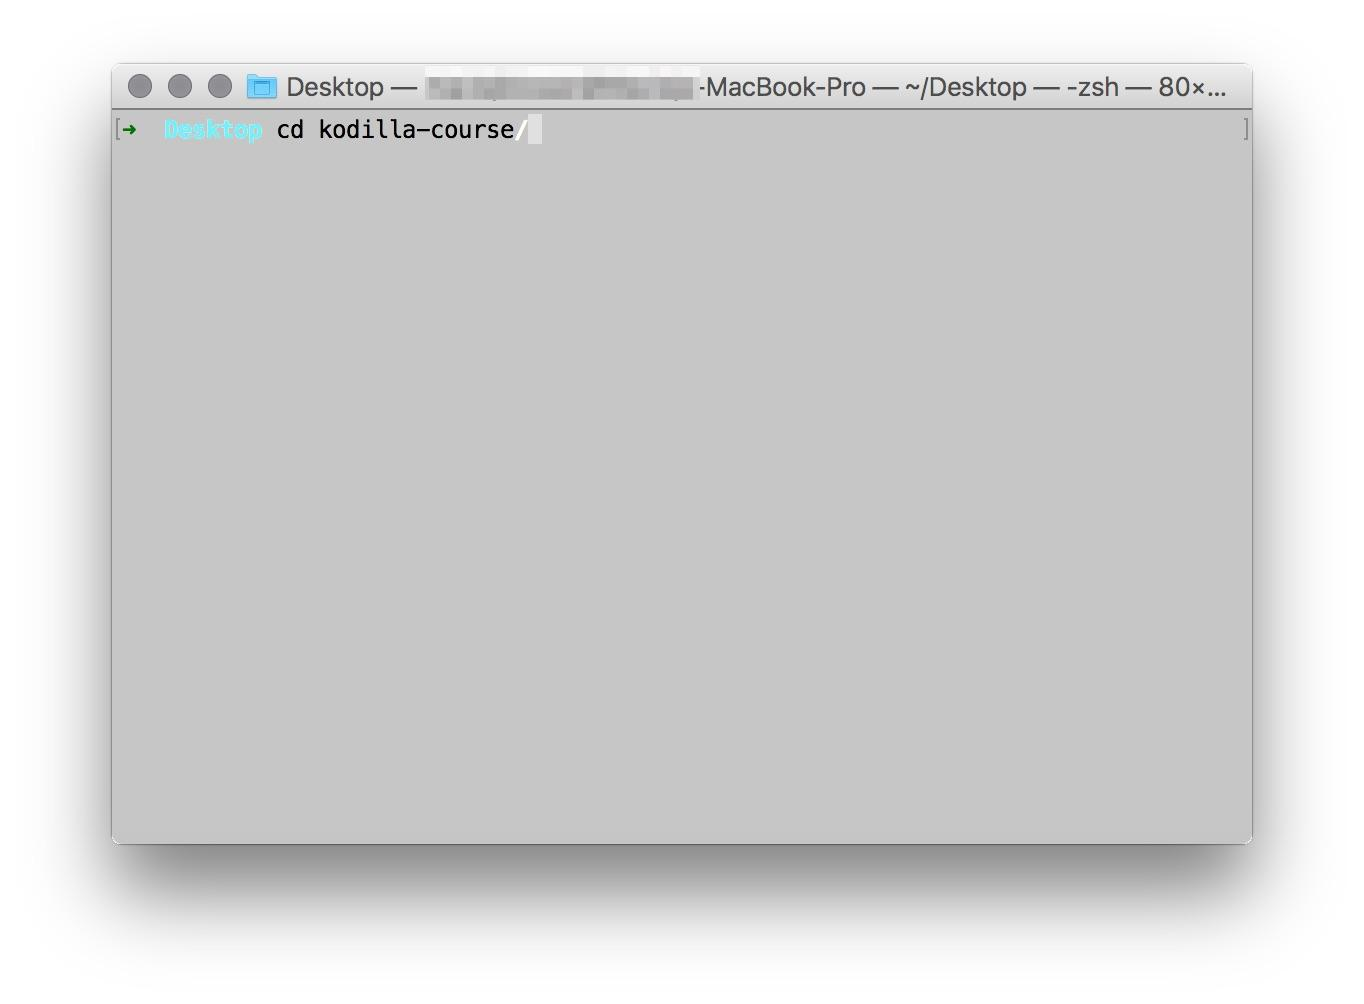 Desktop — -MacBook-Pro — ~/Desktop — -zsh — 80×...
[➜ Desktop cd kodilla-course/ ]